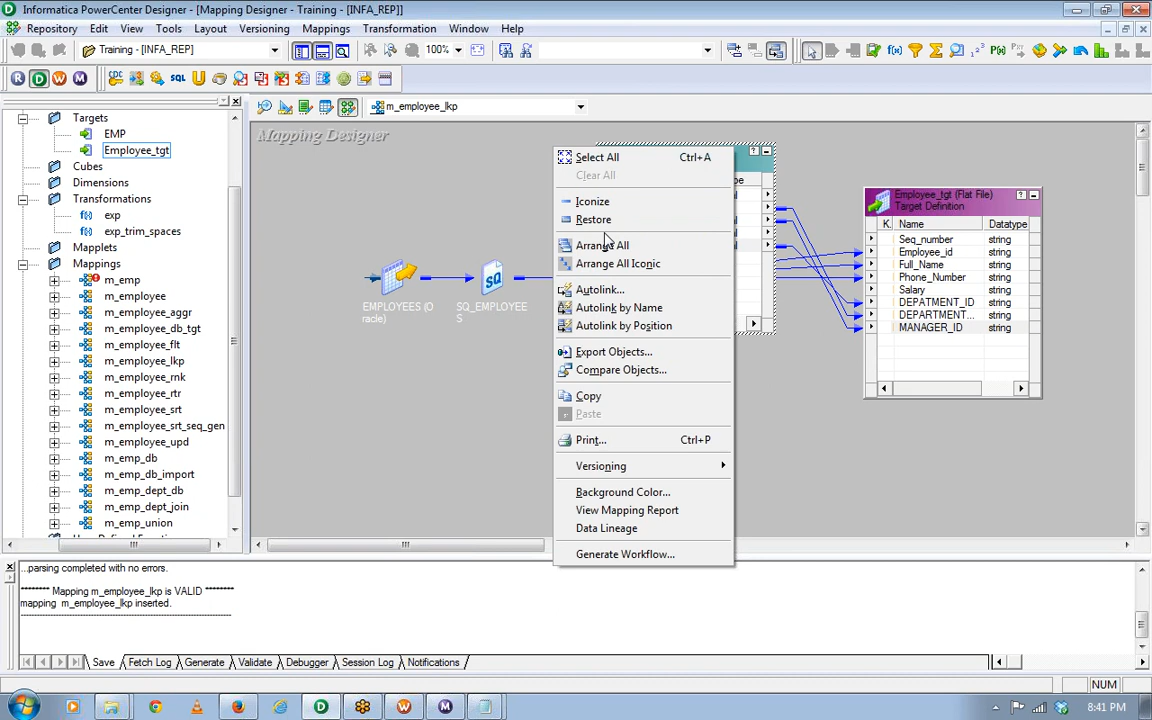 Informatica PowerCenter Designer - [Mapping Designer - Training - [INFA_REP]]
Repository Edit View Tools Layout Versioning Mappings Transformation Window Help
Training - [INFA_REP]
100%
m_employee_lkp
Targets
EMP
Employee_tgt
Cubes
Dimensions
Transformations
exp
exp_trim_spaces
Mapplets
Mappings
m_emp
m_employee
m_employee_aggr
m_employee_db_tgt
m_employee_flt
m_employee_lkp
m_employee_rnk
m_employee_rtr
m_employee_srt
m_employee_srt_seq_gen
m_employee_upd
m_emp_db
m_emp_db_import
m_emp_dept_db
m_emp_dept_join
m_emp_union
Mapping Designer
EMPLOYEES (O
racle)
SQ
SQ_EMPLOYEE
S
Select All Ctrl+A
Clear All
Iconize
Restore
Arrange All
Arrange All Iconic
Autolink...
Autolink by Name
Autolink by Position
Export Objects...
Compare Objects...
Copy
Paste
Print... Ctrl+P
Versioning
Background Color...
View Mapping Report
Data Lineage
Generate Workflow...
Employee_tgt (Flat File)
Target Definition
K. Name Datatype
Seq_number string
Employee_id string
Full_Name string
Phone_Number string
Salary string
DEPATMENT_ID string
DEPARTMENT... string
MANAGER_ID string
...parsing completed with no errors.
******** Mapping m_employee_lkp is VALID ********
mapping m_employee_lkp inserted.
Save Fetch Log Generate Validate Debugger Session Log Notifications
NUM
8:41 PM